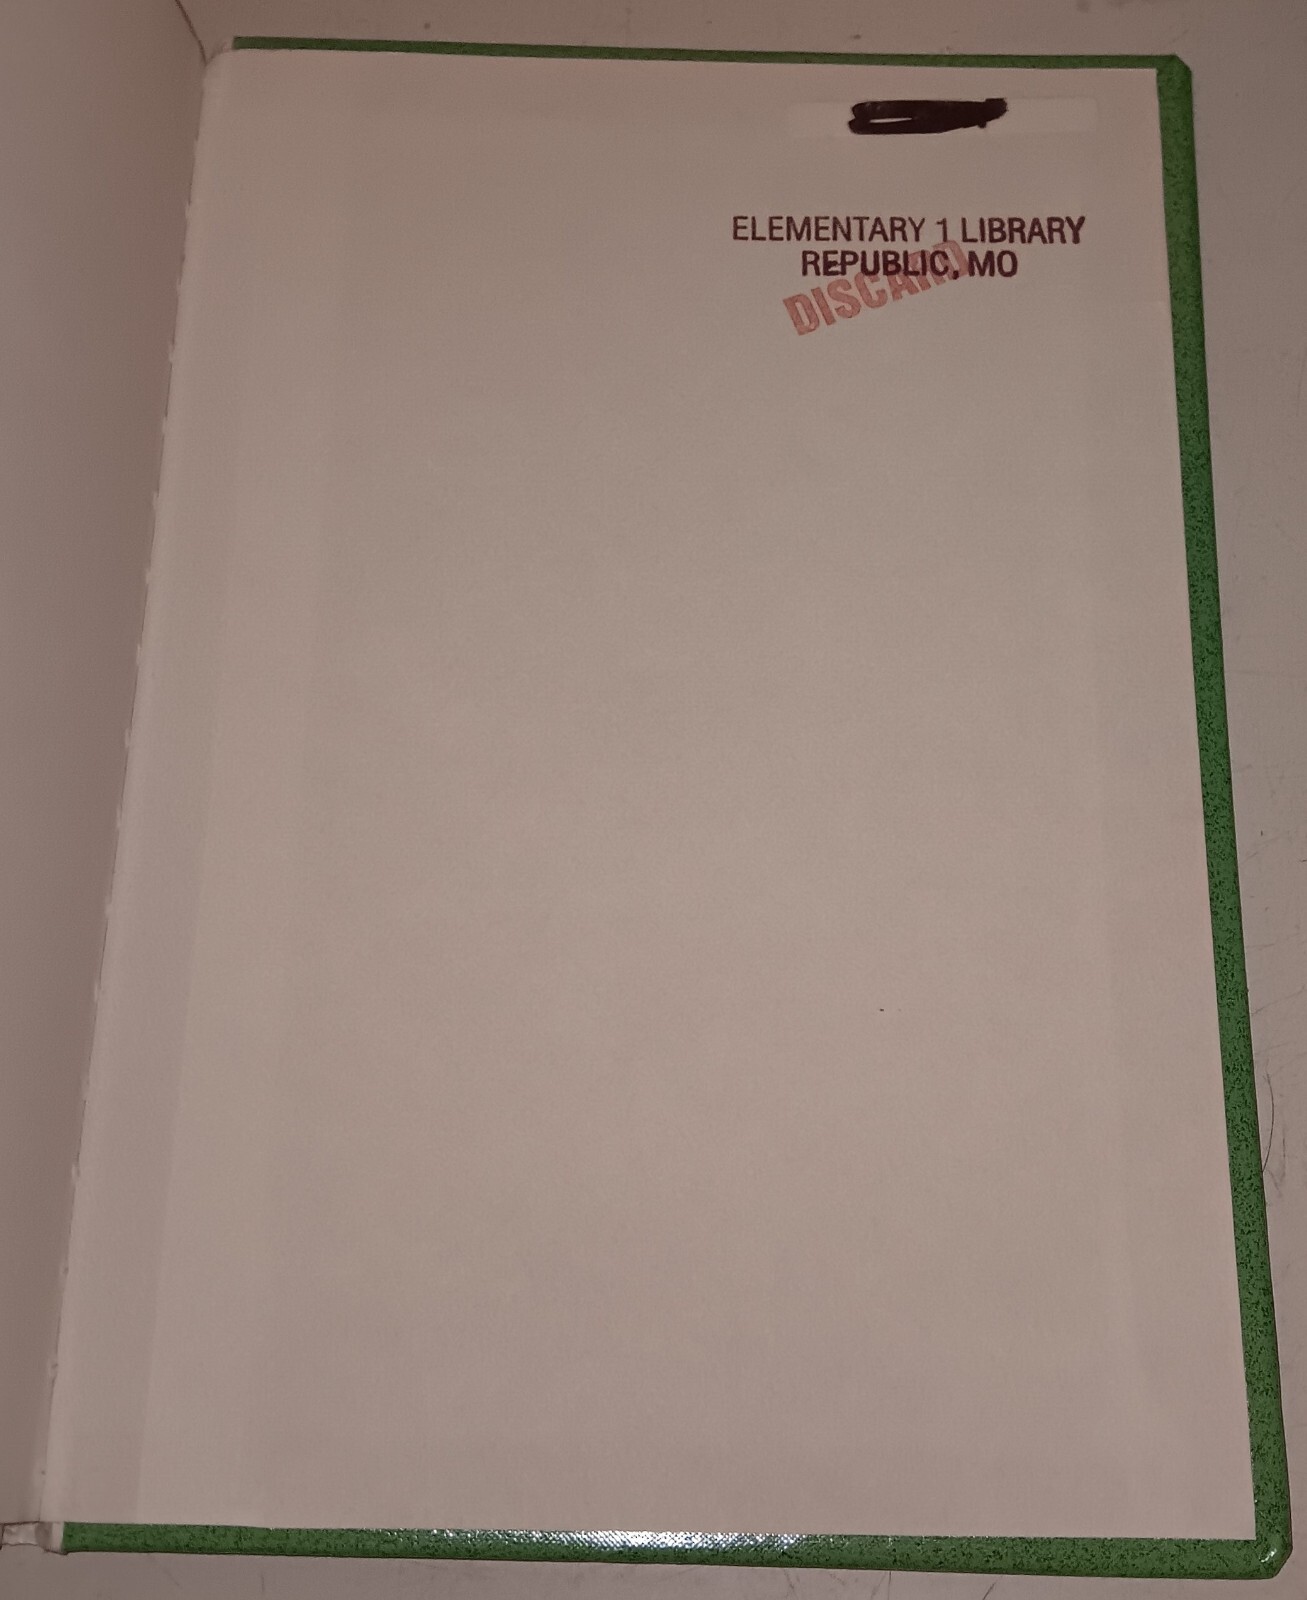 ELEMENTARY 1 LIBRARY
REPUBLIC, MO
DISCARD